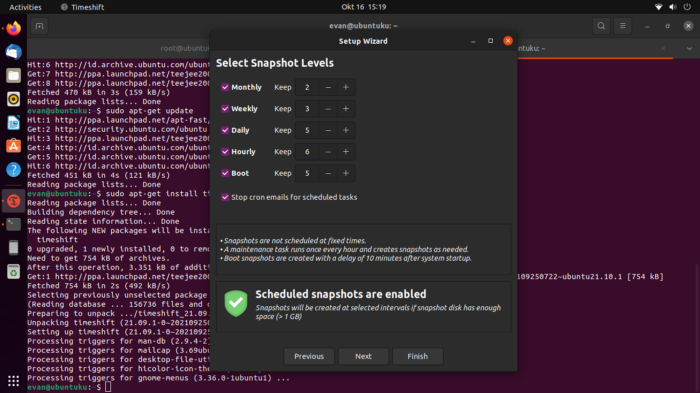 Activities
Timeshift
Okt 16 15:19
evan@ubuntuku: ~
root@ubuntu
ntuku: ~
Hit:6 http://id.archive.ubuntu.com/ubunt
Get:7 http://ppa.launchpad.net/teejee200
Get:8 http://ppa.launchpad.net/teejee200
Fetched 470 kB in 3s (159 kB/s)
Reading package lists... Done
evan@ubuntuku:~$ sudo apt-get update
Hit:1 http://ppa.launchpad.net/apt-fast/
Get:2 http://security.ubuntu.com/ubuntu
Hit:3 http://ppa.launchpad.net/teejee200
Get:4 http://id.archive.ubuntu.com/ubunt
Get:5 http://id.archive.ubuntu.com/ubunt
Hit:6 http://id.archive.ubuntu.com/ubunt
Fetched 451 kB in 4s (121 kB/s)
Reading package lists... Done
evan@ubuntuku:~$ sudo apt-get install ti
Reading package lists... Done
Building dependency tree... Done
Reading state information... Done
The following NEW packages will be insta
timeshift
0 upgraded, 1 newly installed, 0 to remo
Need to get 754 kB of archives.
After this operation, 3.351 kB of additi
Get:1 http://ppa.launchpad.net/teejee200
109250722~ubuntu21.10.1 [754 kB]
Fetched 754 kB in 2s (492 kB/s)
Selecting previously unselected package
(Reading database ... 156736 files and d
Preparing to unpack .../timeshift_21.09.
Unpacking timeshift (21.09.1-0~202109250
Setting up timeshift (21.09.1-0~20210925
Processing triggers for man-db (2.9.4-2)
Processing triggers for mailcap (3.69ubu
Processing triggers for desktop-file-uti
Processing triggers for hicolor-icon-the
Processing triggers for gnome-menus (3.36.0-1ubuntu1) ...
evan@ubuntuku:~$
Setup Wizard
Select Snapshot Levels
Monthly Keep 2 – +
Weekly Keep 3 – +
Daily Keep 5 – +
Hourly Keep 6 – +
Boot Keep 5 – +
Stop cron emails for scheduled tasks
• Snapshots are not scheduled at fixed times.
• A maintenance task runs once every hour and creates snapshots as needed.
• Boot snapshots are created with a delay of 10 minutes after system startup.
Scheduled snapshots are enabled
Snapshots will be created at selected intervals if snapshot disk has enough
space (> 1 GB)
Previous
Next
Finish